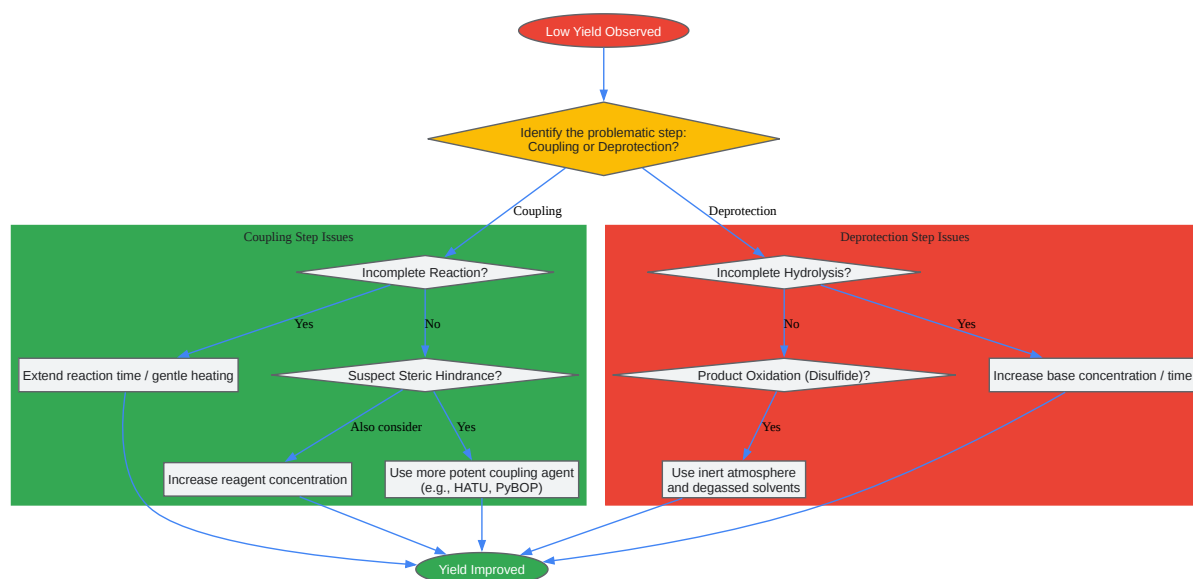 Low Yield Observed
Identify the problematic step:
Coupling or Deprotection?
Coupling
Deprotection
Coupling Step Issues
Deprotection Step Issues
Incomplete Reaction?
Incomplete Hydrolysis?
Yes
No
No
Yes
Extend reaction time / gentle heating
Suspect Steric Hindrance?
Product Oxidation (Disulfide)?
Increase base concentration / time
Also consider
Yes
Yes
Increase reagent concentration
Use more potent coupling agent
(e.g., HATU, PyBOP)
Use inert atmosphere
and degassed solvents
Yield Improved